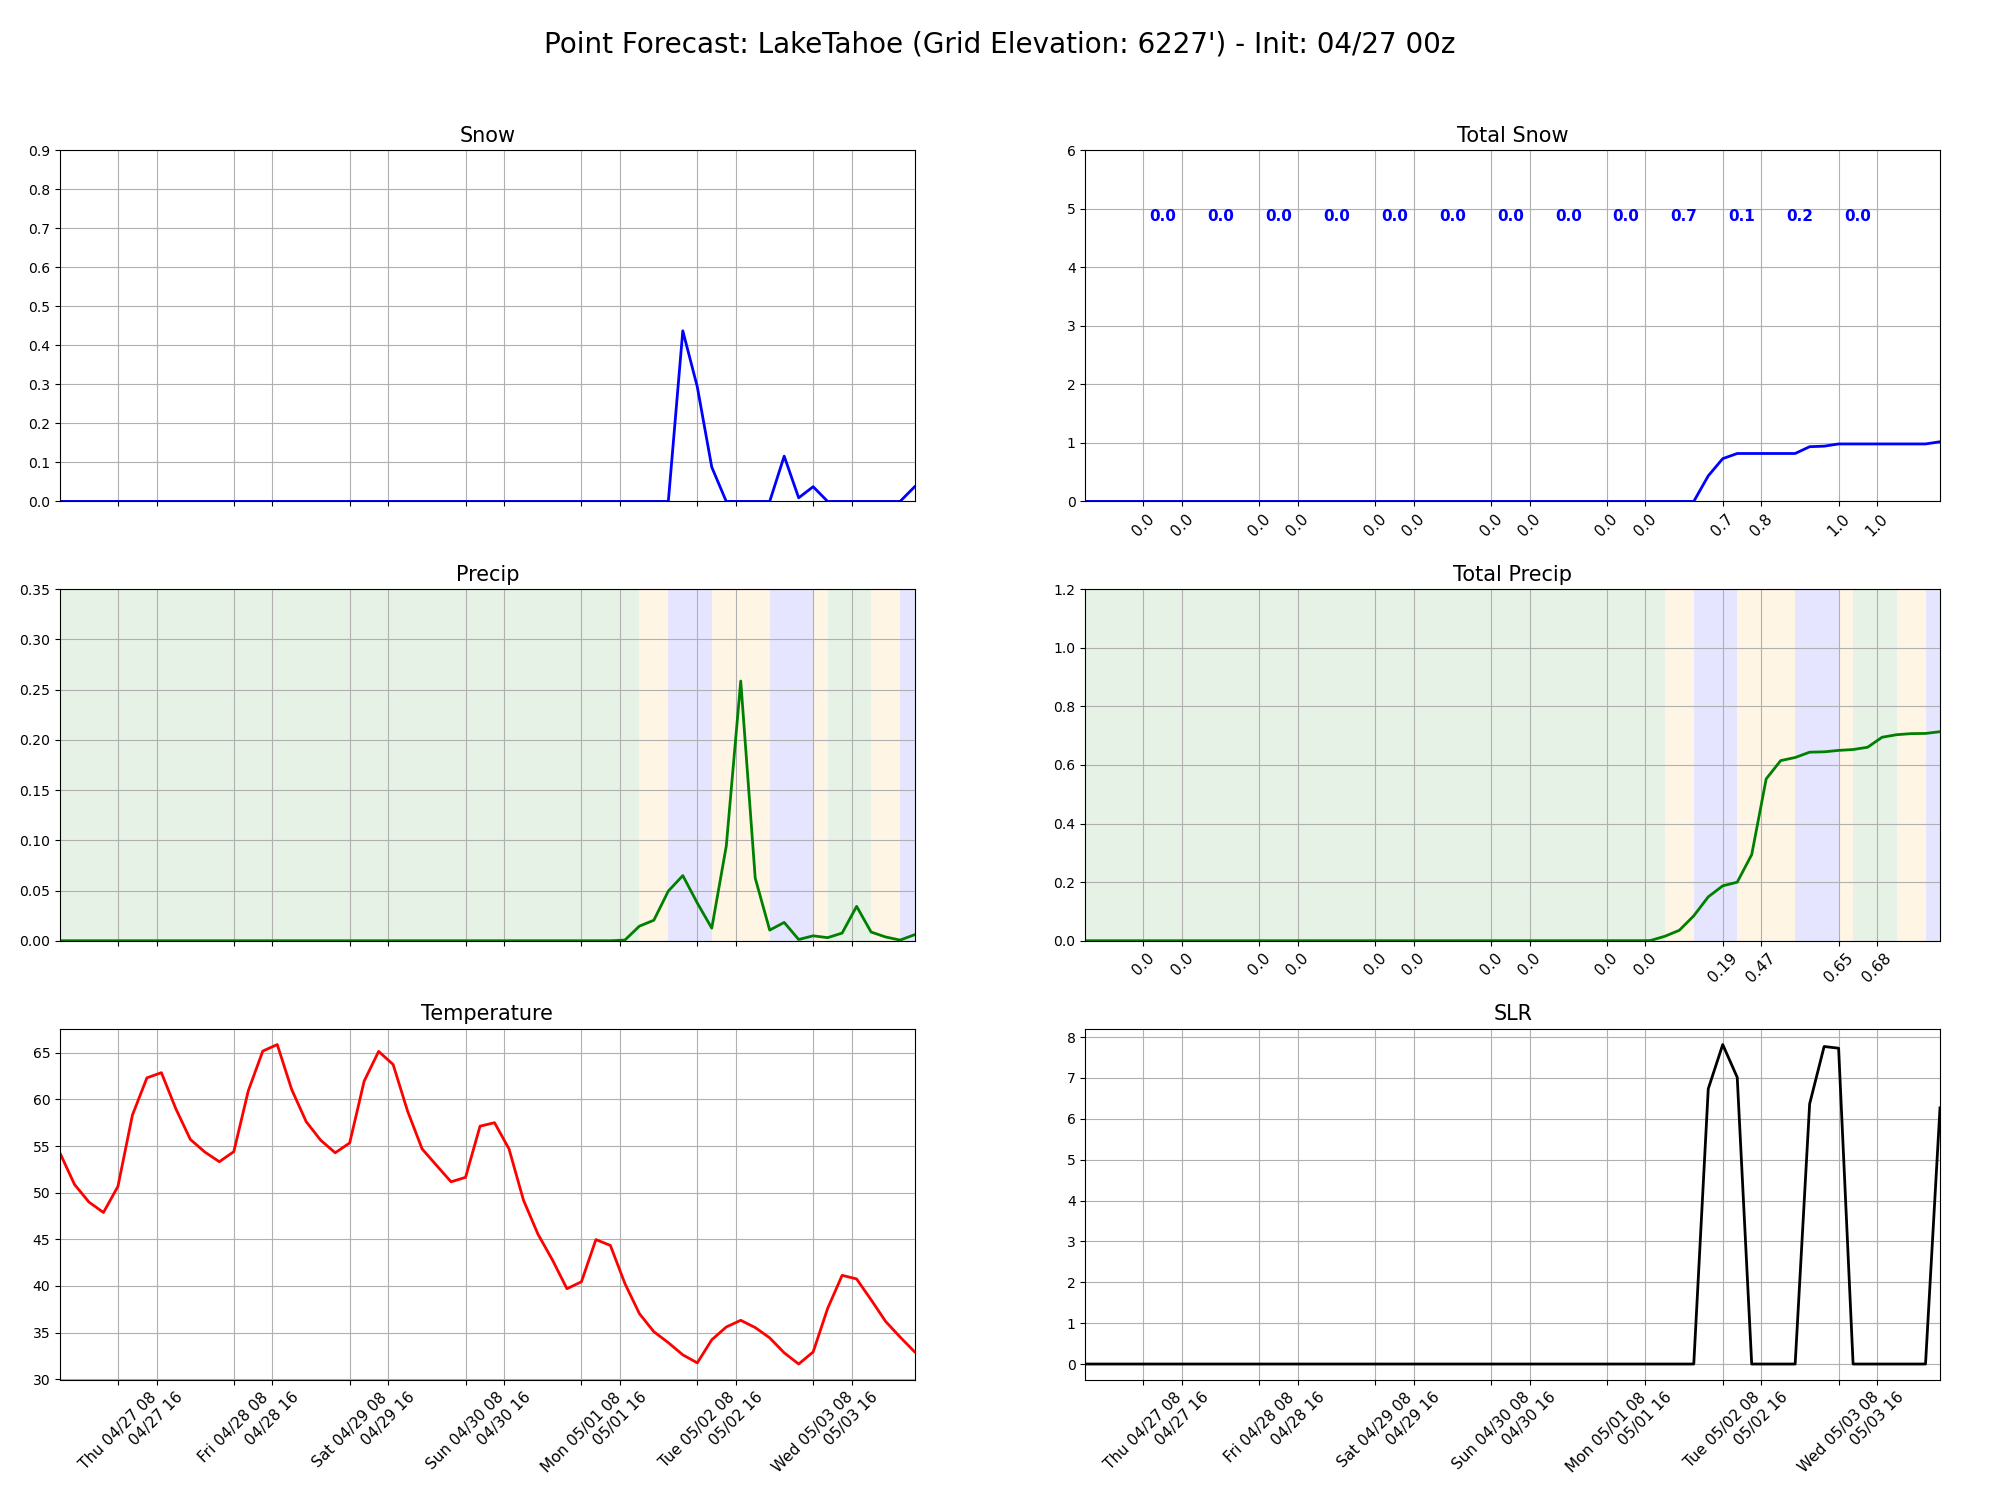 Point Forecast: LakeTahoe (Grid Elevation: 6227') - Init: 04/27 00z
Snow
0.9
0.8
0.7
0.6
0.5
0.4
0.3
0.2
0.1
0.0
Total Snow
6
5
4
3
2
1
0
0.0 0.0 0.0 0.0 0.0 0.0 0.0 0.0 0.0 0.7 0.1 0.2 0.0
0.0 0.0 0.0 0.0 0.0 0.0 0.0 0.0 0.0 0.0 0.7 0.8 1.0 1.0
Precip
0.35
0.30
0.25
0.20
0.15
0.10
0.05
0.00
Total Precip
1.2
1.0
0.8
0.6
0.4
0.2
0.0
0.0 0.0 0.0 0.0 0.0 0.0 0.0 0.0 0.0 0.0 0.19 0.47 0.65 0.68
Temperature
65
60
55
50
45
40
35
30
Thu 04/27 08
04/27 16
Fri 04/28 08
04/28 16
Sat 04/29 08
04/29 16
Sun 04/30 08
04/30 16
Mon 05/01 08
05/01 16
Tue 05/02 08
05/02 16
Wed 05/03 08
05/03 16
SLR
8
7
6
5
4
3
2
1
0
Thu 04/27 08
04/27 16
Fri 04/28 08
04/28 16
Sat 04/29 08
04/29 16
Sun 04/30 08
04/30 16
Mon 05/01 08
05/01 16
Tue 05/02 08
05/02 16
Wed 05/03 08
05/03 16